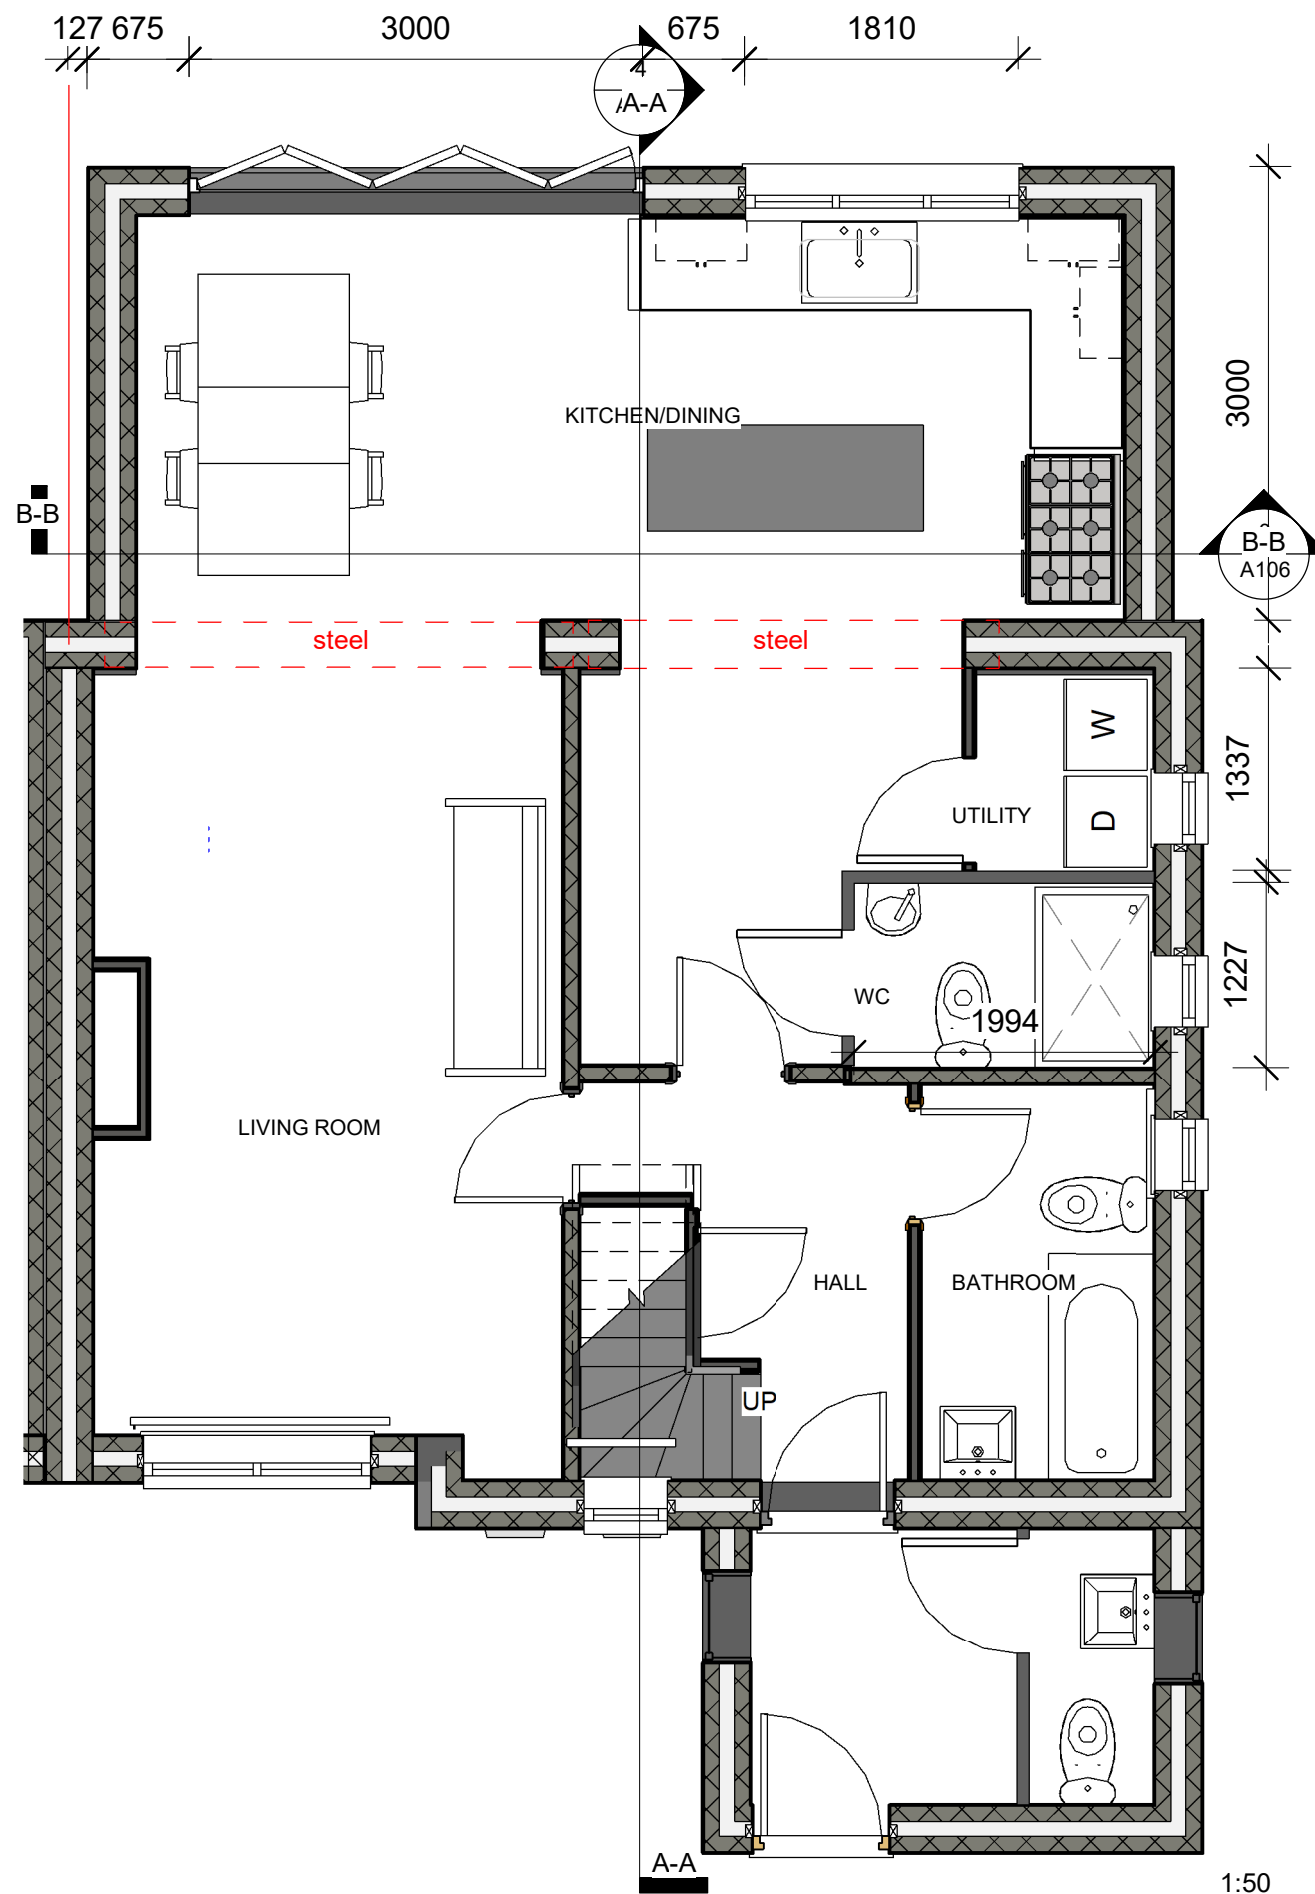 127 675 3000 675 1810
4
A-A
KITCHEN/DINING
3000
B-B
B-B
A106
steel
steel
W
1337
UTILITY
D
WC
1227
1994
LIVING ROOM
HALL
BATHROOM
UP
A-A
1:50